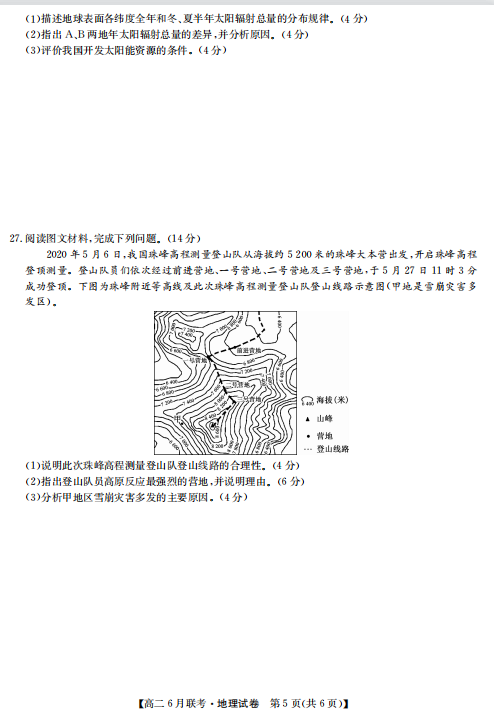 (1)描述地球表面各纬度全年和冬、夏半年太阳辐射总量的分布规律。(4 分)
(2)指出 A、B 两地年太阳辐射总量的差异,并分析原因。(4 分)
(3)评价我国开发太阳能资源的条件。(4 分)
27. 阅读图文材料,完成下列问题。(14 分)
2020 年 5 月 6 日,我国珠峰高程测量登山队从海拔约 5 200 米的珠峰大本营出发,开启珠峰高程
登顶测量。登山队员们依次经过前进营地、一号营地、二号营地及三号营地,于 5 月 27 日 11 时 3 分
成功登顶。下图为珠峰附近等高线及此次珠峰高程测量登山队登山线路示意图(甲地是雪崩灾害多
发区)。
前进营地
一号营地
二号营地
三号营地
甲
6 400 海拔(米)
山峰
营地
登山线路
(1)说明此次珠峰高程测量登山队登山线路的合理性。(4 分)
(2)指出登山队员高原反应最强烈的营地,并说明理由。(6 分)
(3)分析甲地区雪崩灾害多发的主要原因。(4 分)
【高二 6 月联考·地理试卷 第 5 页(共 6 页)】